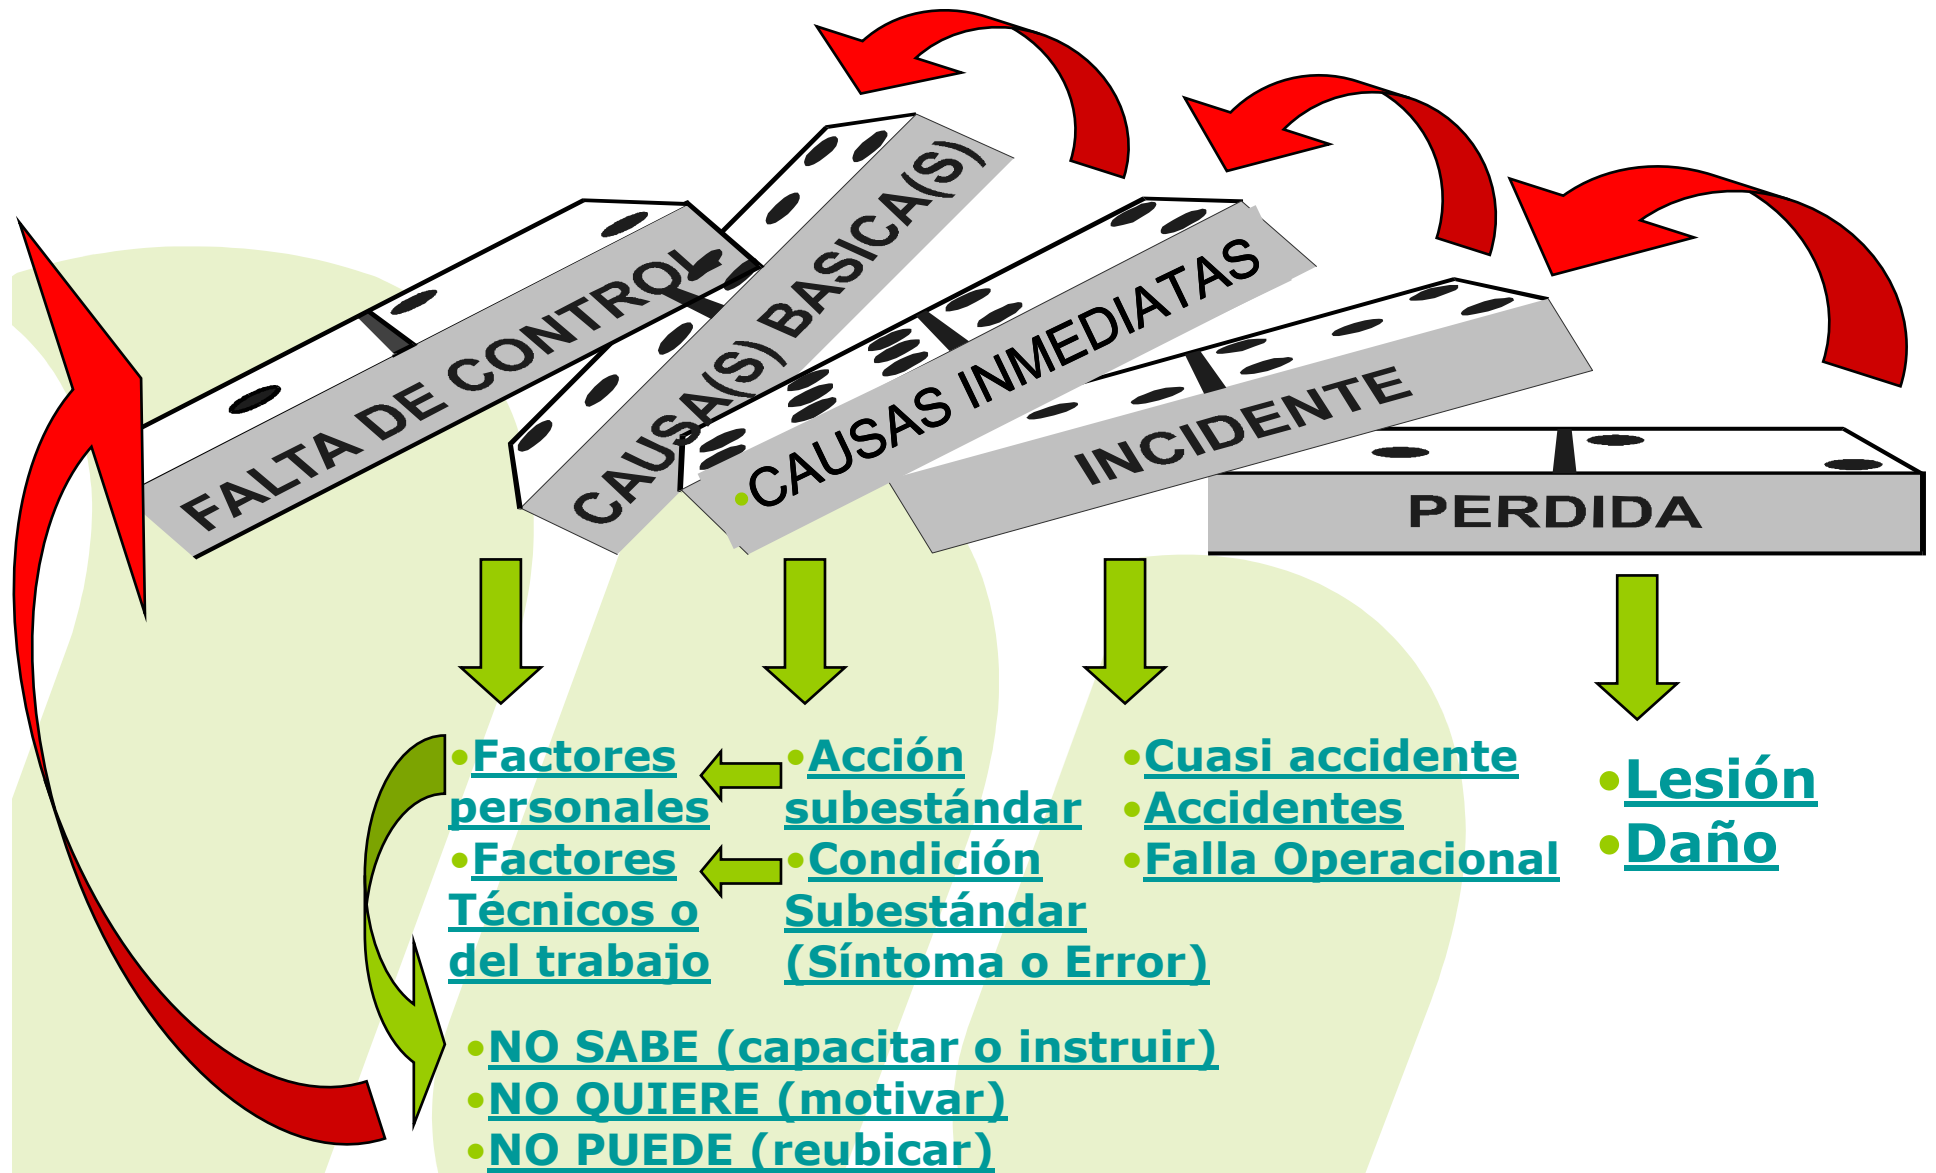 FALTA DE CONTROL
CAUSA(S) BASICA(S)
•CAUSAS INMEDIATAS
INCIDENTE
PERDIDA
•Factores
personales
•Factores
Técnicos o
del trabajo
•Acción
subestándar
•Condición
Subestándar
(Síntoma o Error)
•Cuasi accidente
•Accidentes
•Falla Operacional
•Lesión
•Daño
•NO SABE (capacitar o instruir)
•NO QUIERE (motivar)
•NO PUEDE (reubicar)